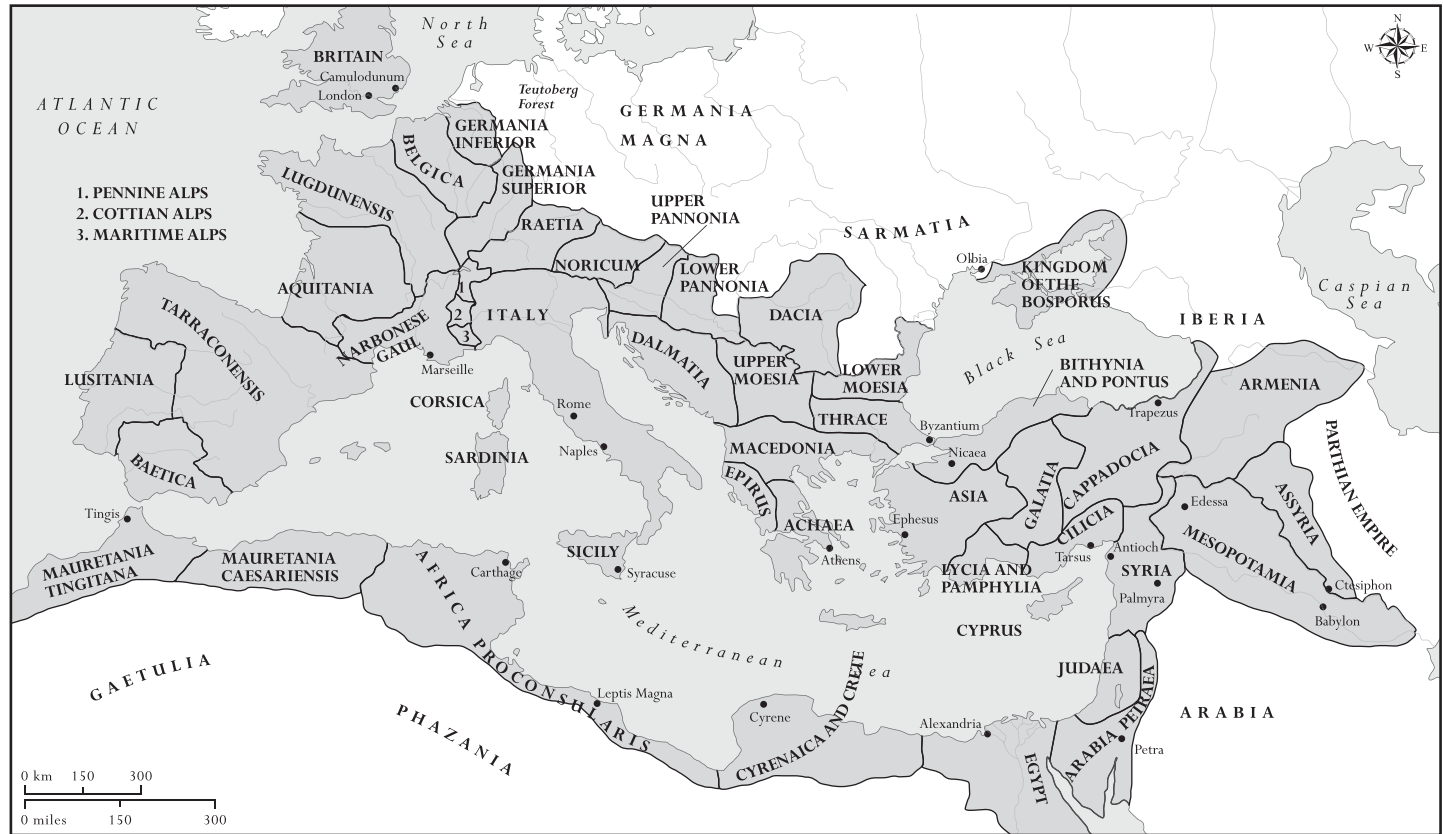 North
Sea
N
W
E
S
BRITAIN
Camulodunum
London
ATLANTIC
OCEAN
Teutoberg
Forest
GERMANIA
MAGNA
GERMANIA
INFERIOR
BELGICA
GERMANIA
SUPERIOR
LUGDUNENSIS
1. PENNINE ALPS
2. COTTIAN ALPS
3. MARITIME ALPS
UPPER
PANNONIA
RAETIA
SARMATIA
NORICUM
LOWER
PANNONIA
Olbia
KINGDOM
OF THE
BOSPORUS
Caspian
Sea
AQUITANIA
TARRACONENSIS
1
2
3
ITALY
DACIA
IBERIA
NARBONESE
GAUL
Marseille
DALMATIA
UPPER
MOESIA
LOWER
MOESIA
Black Sea
BITHYNIA
AND PONTUS
ARMENIA
LUSITANIA
CORSICA
Rome
THRACE
Trapezus
Byzantium
Naples
MACEDONIA
Nicaea
SARDINIA
BAETICA
EPIRUS
ASIA
GALATIA
CAPPADOCIA
PARTHIAN EMPIRE
ASSYRIA
Edessa
Tingis
ACHAEA
Ephesus
CILICIA
MESOPOTAMIA
MAURETANIA
TINGITANA
MAURETANIA
CAESARIENSIS
AFRICA PROCONSULARIS
Carthage
SICILY
Syracuse
Athens
Tarsus
Antioch
LYCIA AND
PAMPHYLIA
SYRIA
Palmyra
Ctesiphon
Babylon
Mediterranean Sea
CYPRUS
JUDAEA
GAETULIA
PHAZANIA
Leptis Magna
Cyrene
CYRENAICA AND CRETE
Alexandria
EGYPT
ARABIA PETRAEA
Petra
ARABIA
0 km 150 300
0 miles 150 300